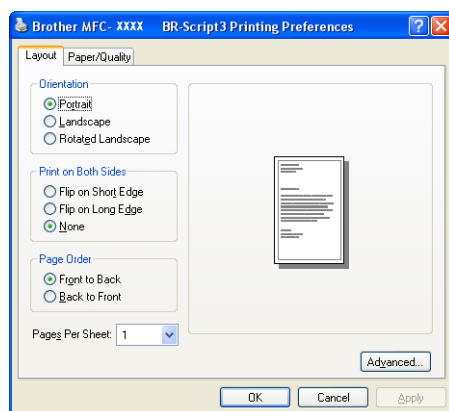 Brother MFC- XXXX BR-Script3 Printing Preferences
Layout Paper/Quality
Orientation
Portrait
Landscape
Rotated Landscape
Print on Both Sides
Flip on Short Edge
Flip on Long Edge
None
Page Order
Front to Back
Back to Front
Pages Per Sheet: 1
Advanced...
OK Cancel Apply